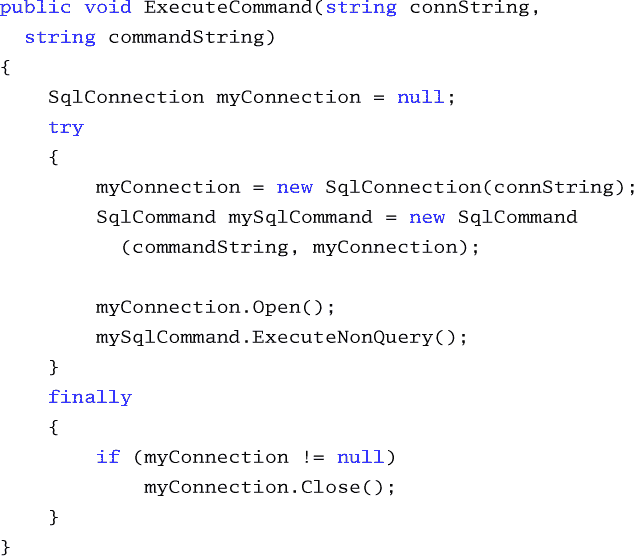 public void ExecuteCommand(string connString,
  string commandString)
{
    SqlConnection myConnection = null;
    try
    {
        myConnection = new SqlConnection(connString);
        SqlCommand mySqlCommand = new SqlCommand
          (commandString, myConnection);

        myConnection.Open();
        mySqlCommand.ExecuteNonQuery();
    }
    finally
    {
        if (myConnection != null)
            myConnection.Close();
    }
}